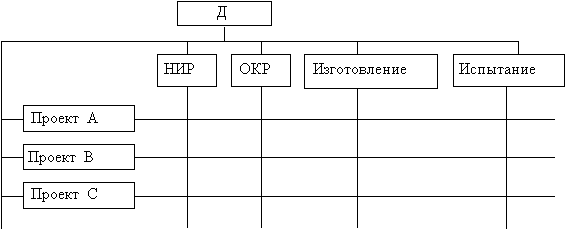 Д
НИР
ОКР
Изготовление
Испытание
Проект А
Проект В
Проект С